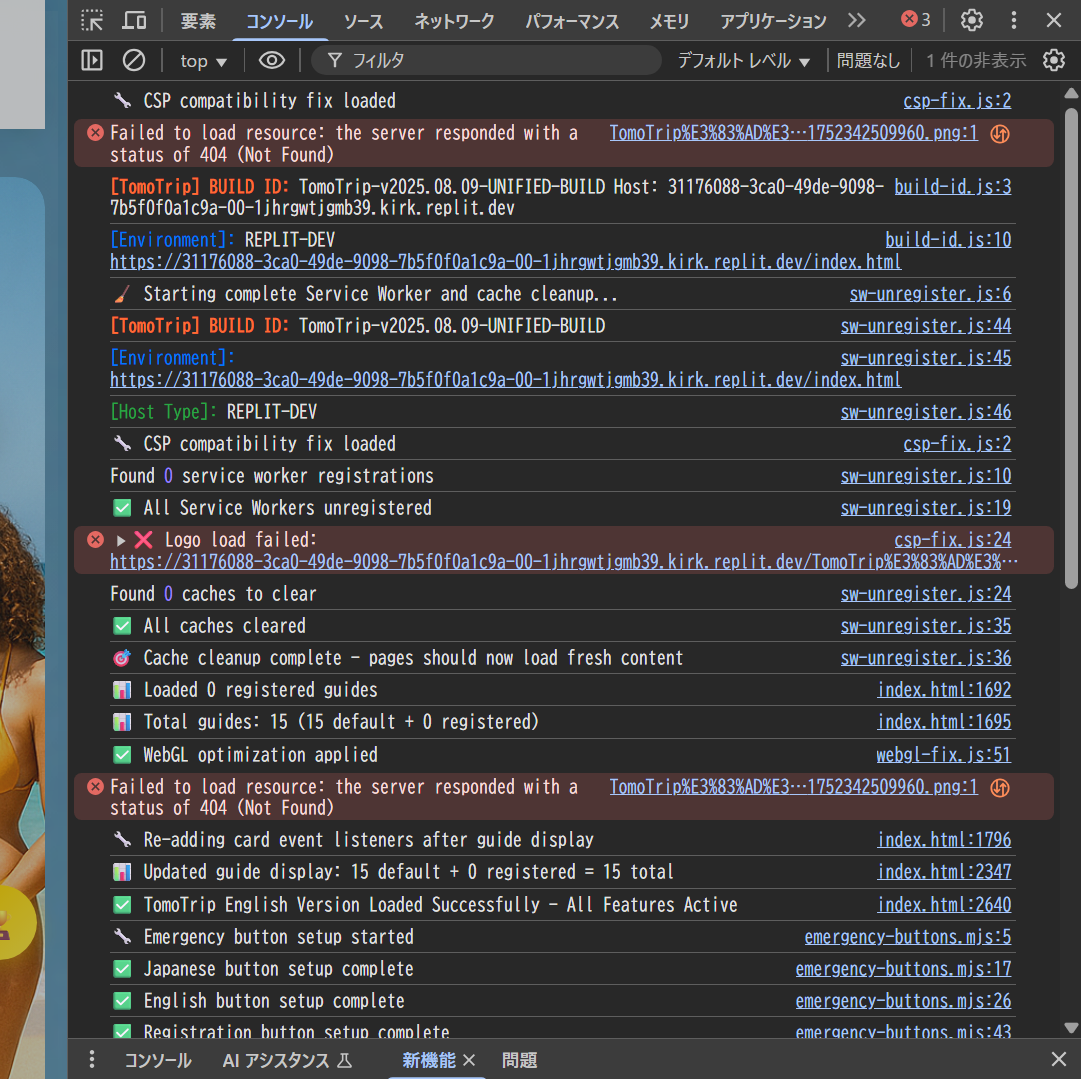 要素 コンソール ソース ネットワーク パフォーマンス メモリ アプリケーション 3
top フィルタ デフォルト レベル 問題なし 1 件の非表示
🔧 CSP compatibility fix loaded csp-fix.js:2
Failed to load resource: the server responded with a TomoTrip%E3%83%AD%E3…1752342509960.png:1
status of 404 (Not Found)
[TomoTrip] BUILD ID: TomoTrip-v2025.08.09-UNIFIED-BUILD Host: 31176088-3ca0-49de-9098- build-id.js:3
7b5f0f0a1c9a-00-1jhrgwtjgmb39.kirk.replit.dev
[Environment]: REPLIT-DEV build-id.js:10
https://31176088-3ca0-49de-9098-7b5f0f0a1c9a-00-1jhrgwtjgmb39.kirk.replit.dev/index.html
🧹 Starting complete Service Worker and cache cleanup... sw-unregister.js:6
[TomoTrip] BUILD ID: TomoTrip-v2025.08.09-UNIFIED-BUILD sw-unregister.js:44
[Environment]: sw-unregister.js:45
https://31176088-3ca0-49de-9098-7b5f0f0a1c9a-00-1jhrgwtjgmb39.kirk.replit.dev/index.html
[Host Type]: REPLIT-DEV sw-unregister.js:46
🔧 CSP compatibility fix loaded csp-fix.js:2
Found 0 service worker registrations sw-unregister.js:10
✅ All Service Workers unregistered sw-unregister.js:19
❌ Logo load failed: csp-fix.js:24
https://31176088-3ca0-49de-9098-7b5f0f0a1c9a-00-1jhrgwtjgmb39.kirk.replit.dev/TomoTrip%E3%83%AD%E3%…
Found 0 caches to clear sw-unregister.js:24
✅ All caches cleared sw-unregister.js:35
🎯 Cache cleanup complete - pages should now load fresh content sw-unregister.js:36
📊 Loaded 0 registered guides index.html:1692
📊 Total guides: 15 (15 default + 0 registered) index.html:1695
✅ WebGL optimization applied webgl-fix.js:51
Failed to load resource: the server responded with a TomoTrip%E3%83%AD%E3…1752342509960.png:1
status of 404 (Not Found)
🔧 Re-adding card event listeners after guide display index.html:1796
📊 Updated guide display: 15 default + 0 registered = 15 total index.html:2347
✅ TomoTrip English Version Loaded Successfully - All Features Active index.html:2640
🔧 Emergency button setup started emergency-buttons.mjs:5
✅ Japanese button setup complete emergency-buttons.mjs:17
✅ English button setup complete emergency-buttons.mjs:26
✅ Registration button setup complete emergency-buttons.mjs:43
コンソール AI アシスタンス 新機能 問題